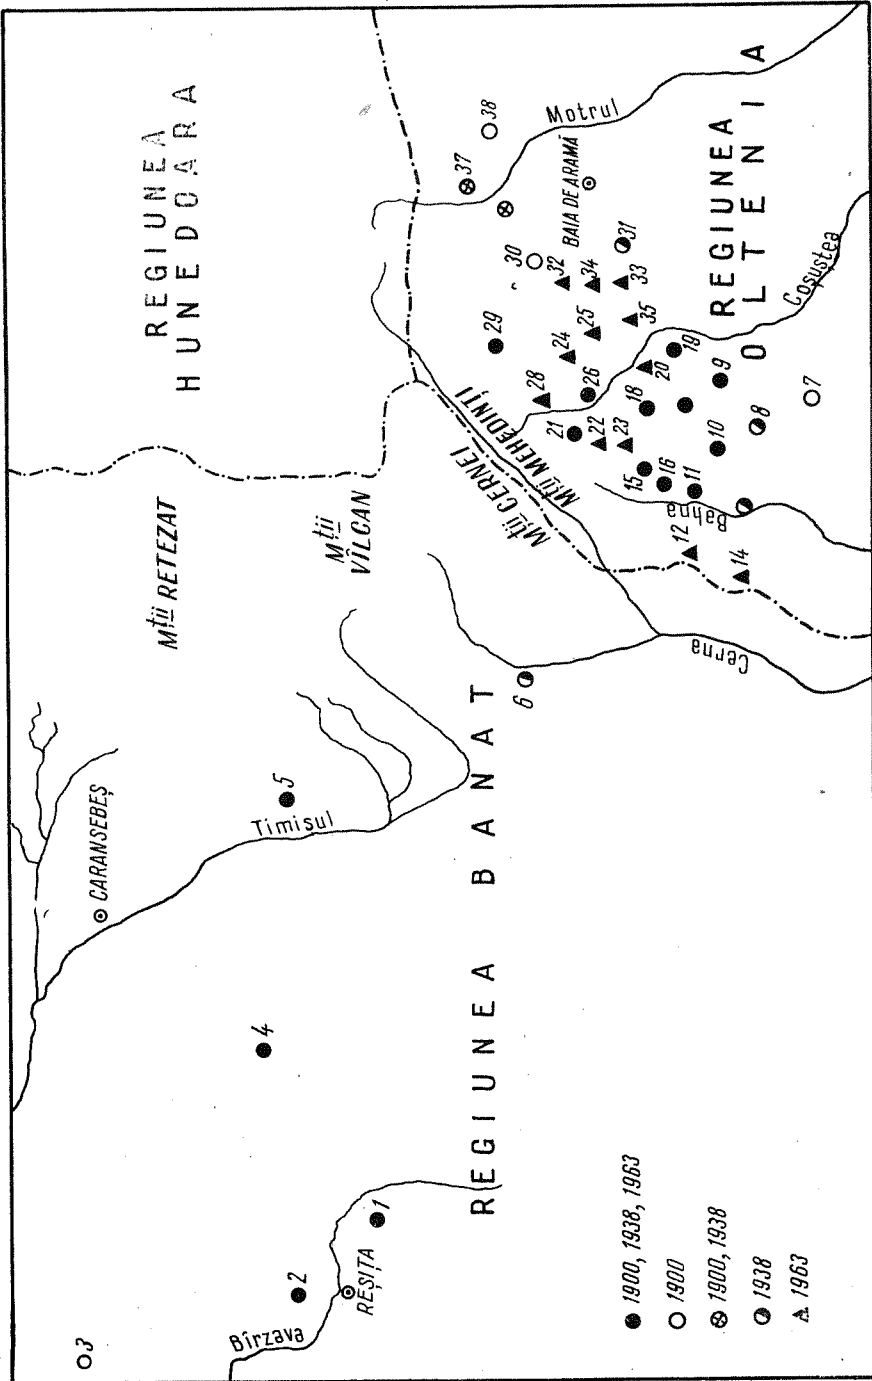 3
CARANSEBEȘ
Mții RETEZAT
REGIUNEA
HUNEDOARA
Bîrzava
2
4
5
Timisul
Mții
VÎLCAN
REȘIȚA
1
REGIUNEA BANAT
6
Mții CERNEI
Mții MEHEDINȚI
29
37
38
30
Motrul
28
24
32
BAIA DE ARAMĂ
21
26
25
34
22
23
31
33
35
15
18
20
16
19
11
12
Bahna
10
9
14
8
7
Cerna
REGIUNEA
OLTENIA
Coșuștea
1900, 1938, 1963
1900
1900, 1938
1938
1963